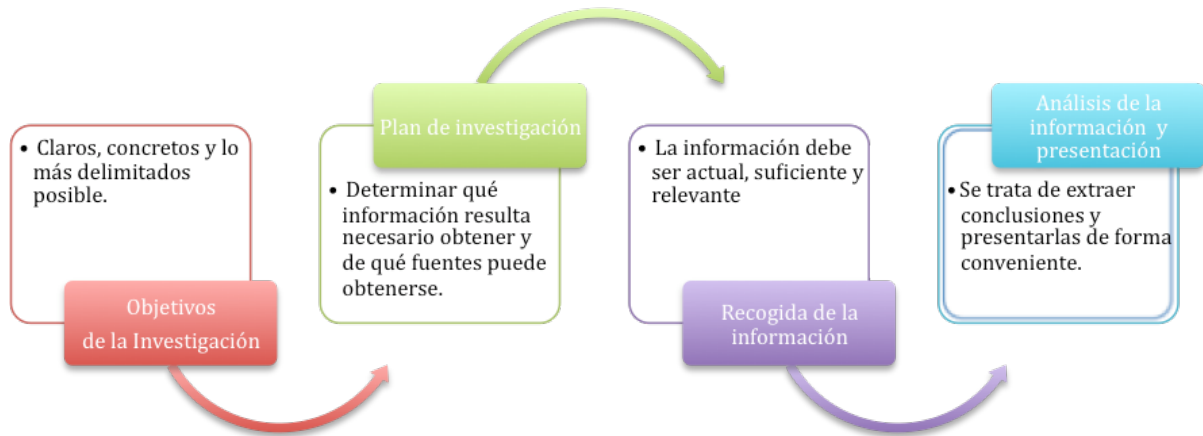 • Claros, concretos y lo
más delimitados
posible.
Objetivos
de la Investigación
Plan de investigación
• Determinar qué
información resulta
necesario obtener y
de qué fuentes puede
obtenerse.
• La información debe
ser actual, suficiente y
relevante
Recogida de la
información
Análisis de la
información y
presentación
• Se trata de extraer
conclusiones y
presentarlas de forma
conveniente.